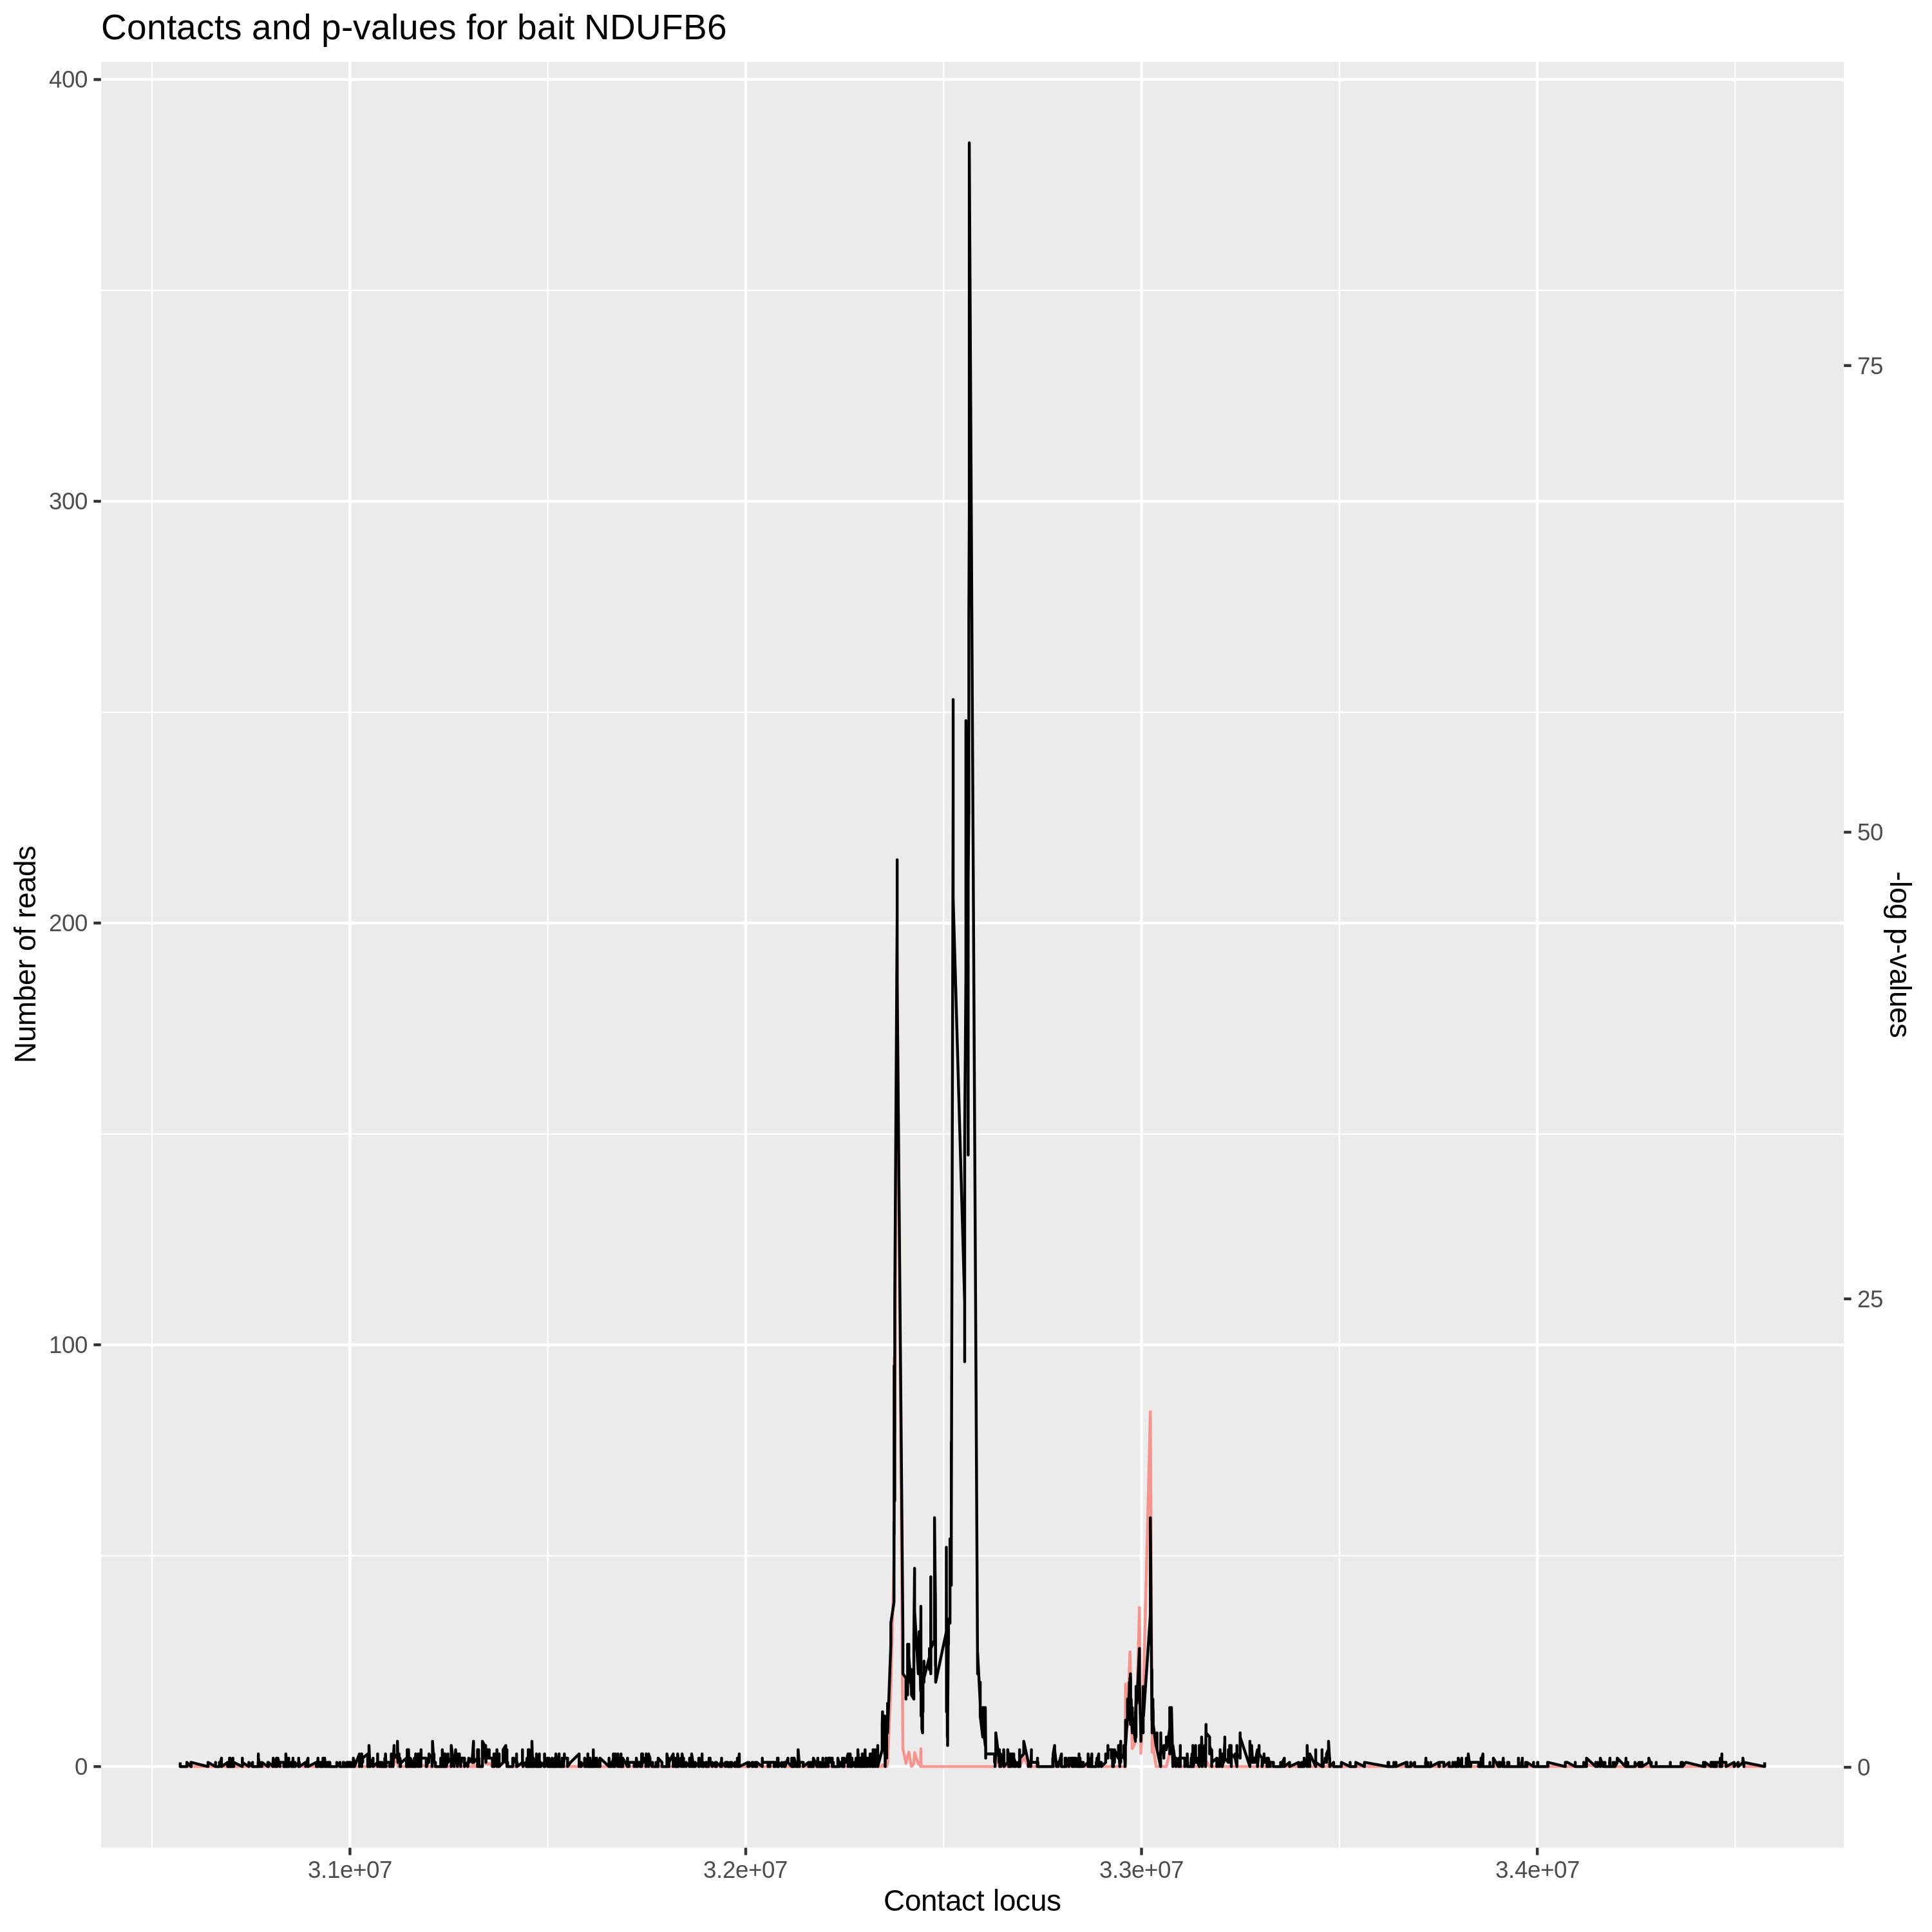 Contacts and p-values for bait NDUFB6
400
300
200
100
0
75
50
25
0
Number of reads
-log p-values
3.1e+07
3.2e+07
3.3e+07
3.4e+07
Contact locus